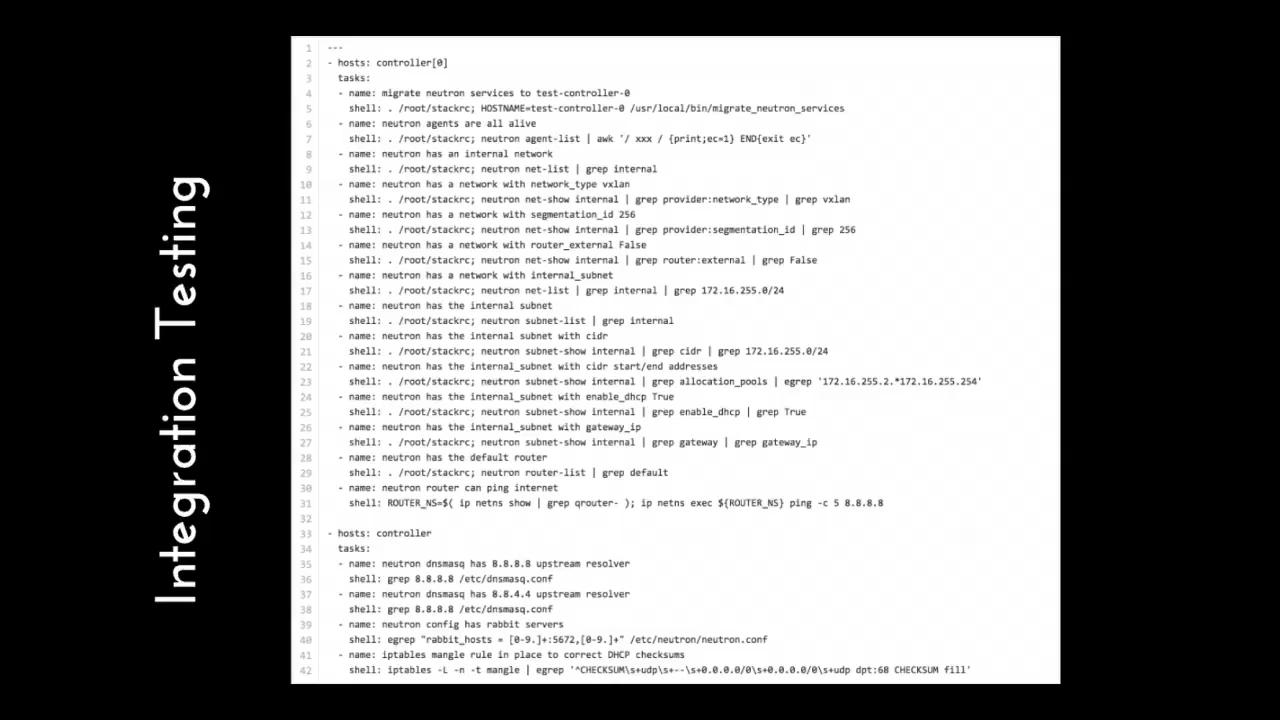 Integration Testing
1 ---
2 - hosts: controller[0]
3 tasks:
4 - name: migrate neutron services to test-controller-0
5 shell: . /root/stackrc; HOSTNAME=test-controller-0 /usr/local/bin/migrate_neutron_services
6 - name: neutron agents are all alive
7 shell: . /root/stackrc; neutron agent-list | awk '/ xxx / {print;ec=1} END{exit ec}'
8 - name: neutron has an internal network
9 shell: . /root/stackrc; neutron net-list | grep internal
10 - name: neutron has a network with network_type vxlan
11 shell: . /root/stackrc; neutron net-show internal | grep provider:network_type | grep vxlan
12 - name: neutron has a network with segmentation_id 256
13 shell: . /root/stackrc; neutron net-show internal | grep provider:segmentation_id | grep 256
14 - name: neutron has a network with router_external False
15 shell: . /root/stackrc; neutron net-show internal | grep router:external | grep False
16 - name: neutron has a network with internal_subnet
17 shell: . /root/stackrc; neutron net-list | grep internal | grep 172.16.255.0/24
18 - name: neutron has the internal subnet
19 shell: . /root/stackrc; neutron subnet-list | grep internal
20 - name: neutron has the internal subnet with cidr
21 shell: . /root/stackrc; neutron subnet-show internal | grep cidr | grep 172.16.255.0/24
22 - name: neutron has the internal_subnet with cidr start/end addresses
23 shell: . /root/stackrc; neutron subnet-show internal | grep allocation_pools | egrep '172.16.255.2.*172.16.255.254'
24 - name: neutron has the internal_subnet with enable_dhcp True
25 shell: . /root/stackrc; neutron subnet-show internal | grep enable_dhcp | grep True
26 - name: neutron has the internal_subnet with gateway_ip
27 shell: . /root/stackrc; neutron subnet-show internal | grep gateway | grep gateway_ip
28 - name: neutron has the default router
29 shell: . /root/stackrc; neutron router-list | grep default
30 - name: neutron router can ping internet
31 shell: ROUTER_NS=$( ip netns show | grep qrouter- ); ip netns exec ${ROUTER_NS} ping -c 5 8.8.8.8
32
33 - hosts: controller
34 tasks:
35 - name: neutron dnsmasq has 8.8.8.8 upstream resolver
36 shell: grep 8.8.8.8 /etc/dnsmasq.conf
37 - name: neutron dnsmasq has 8.8.4.4 upstream resolver
38 shell: grep 8.8.8.8 /etc/dnsmasq.conf
39 - name: neutron config has rabbit servers
40 shell: egrep "rabbit_hosts = [0-9.]+:5672,[0-9.]+" /etc/neutron/neutron.conf
41 - name: iptables mangle rule in place to correct DHCP checksums
42 shell: iptables -L -n -t mangle | egrep '^CHECKSUM\s+udp\s+--\s+0.0.0.0/0\s+0.0.0.0/0\s+udp dpt:68 CHECKSUM fill'